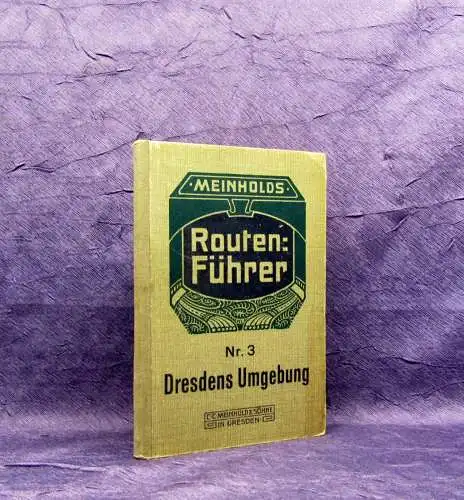 ·MEINHOLDS·
Routen:
Führer
Nr. 3
Dresdens Umgebung
C·C·MEINHOLD & SÖHNE
IN DRESDEN